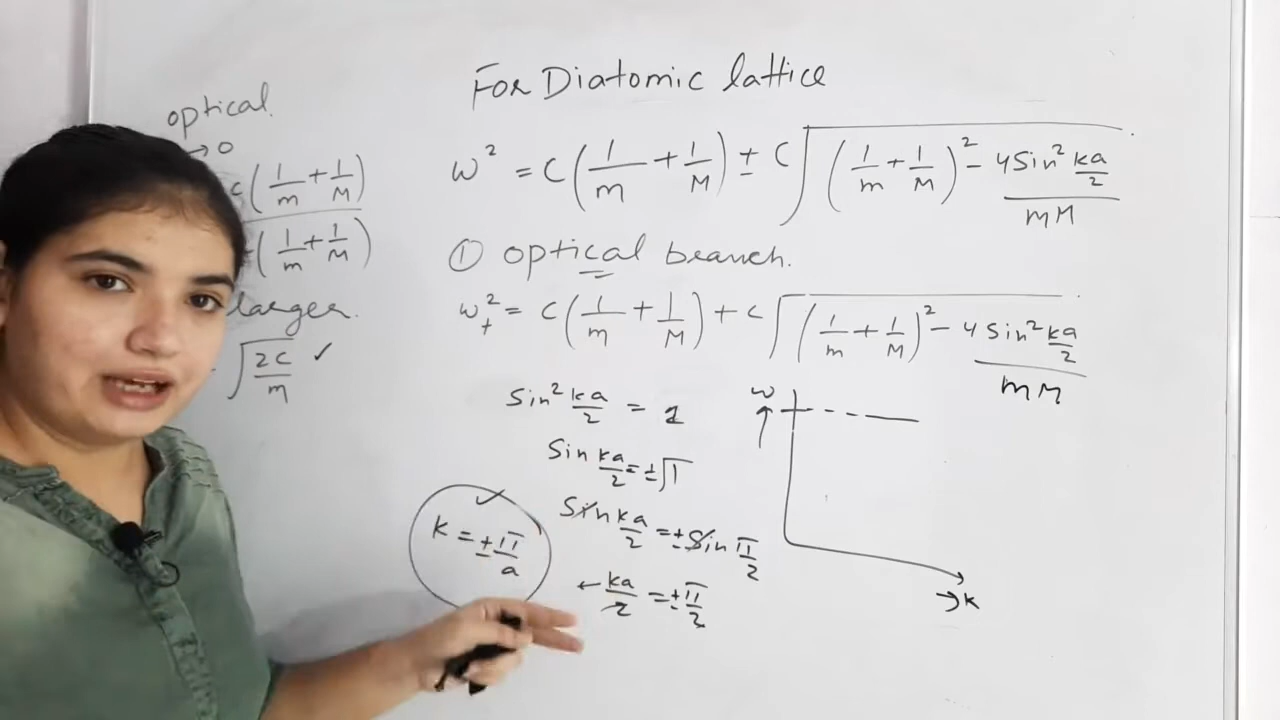 For Diatomic lattice
optical
→ 0
c(1/m + 1/M)
(1/m + 1/M)
larger.
√(2C/m) ✓
ω² = C(1/m + 1/M) ± C√((1/m + 1/M)² - 4Sin² ka/2 / mM)
① optical branch.
ω₊² = C(1/m + 1/M) + C√((1/m + 1/M)² - 4 Sin² ka/2 / mM)
Sin² ka/2 = 1
Sin ka/2 = ±√1
Sin ka/2 = ± Sin π/2
← ka/2 = ± π/2
✓
k = ± π/a
ω
↑
→ k